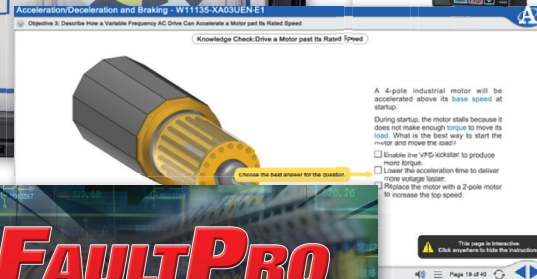 Acceleration/Deceleration and Braking - W11135-XA03UEN-E1
Objective 3: Describe How a Variable Frequency AC Drive Can Accelerate a Motor past Its Rated Speed
Knowledge Check:Drive a Motor past Its Rated Speed
A 4-pole industrial motor will be
accelerated above its base speed at
startup.
During startup, the motor stalls because it
does not make enough torque to move its
load. What is the best way to start the
motor and move the load?
Enable the VFD kickstart to produce
more torque.
Lower the acceleration time to deliver
more voltage faster.
Replace the motor with a 2-pole motor
to increase the top speed.
Choose the best answer for the question.
This page is interactive.
Click anywhere to hide the instructions
Page 19 of 40
FAULTPRO